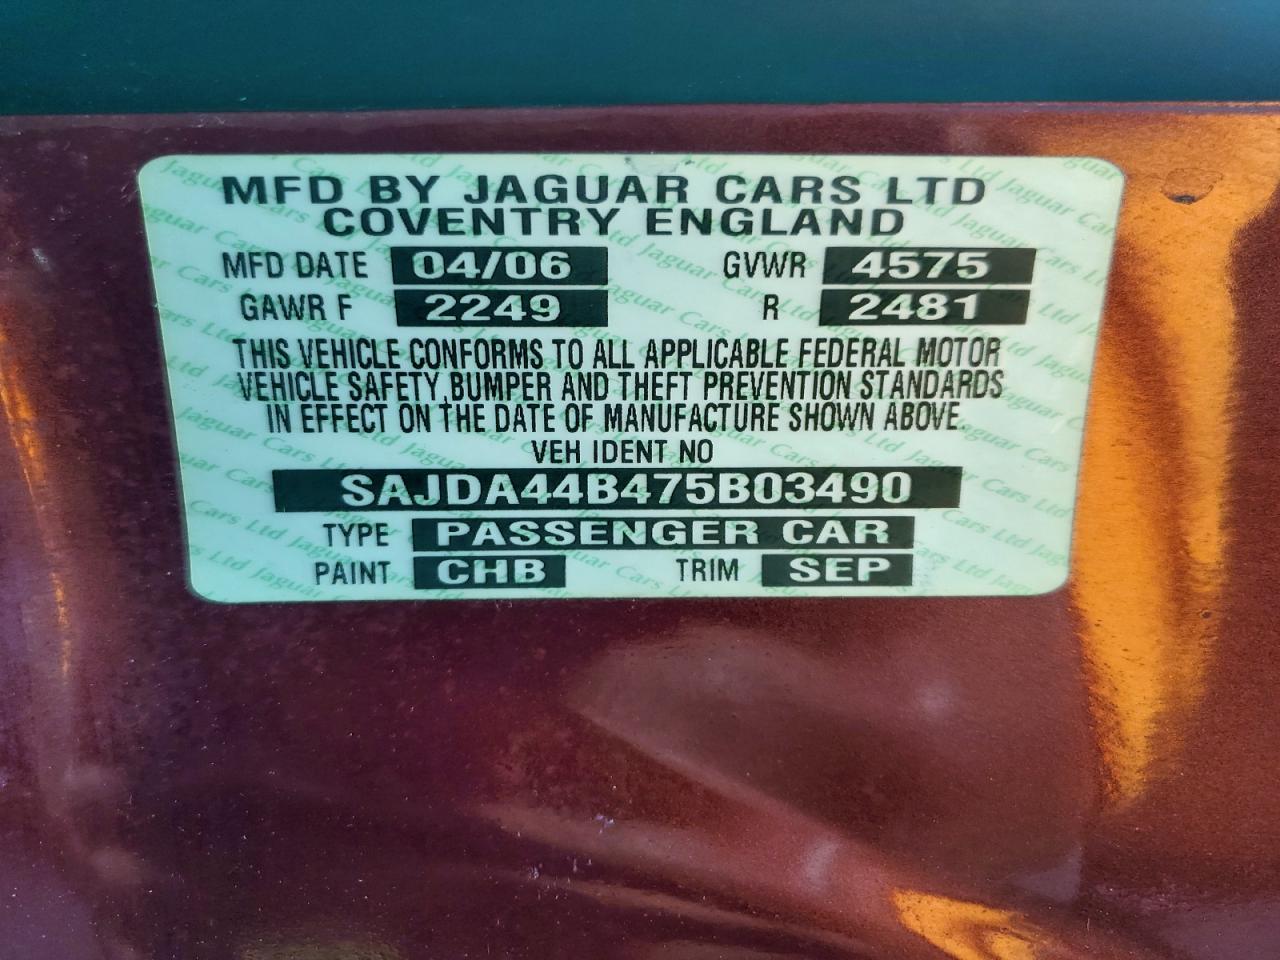 MFD BY JAGUAR CARS LTD
COVENTRY ENGLAND
MFD DATE 04/06 GVWR 4575
GAWR F 2249 R 2481
THIS VEHICLE CONFORMS TO ALL APPLICABLE FEDERAL MOTOR
VEHICLE SAFETY, BUMPER AND THEFT PREVENTION STANDARDS
IN EFFECT ON THE DATE OF MANUFACTURE SHOWN ABOVE.
VEH IDENT NO
SAJDA44B475B03490
TYPE PASSENGER CAR
PAINT CHB TRIM SEP